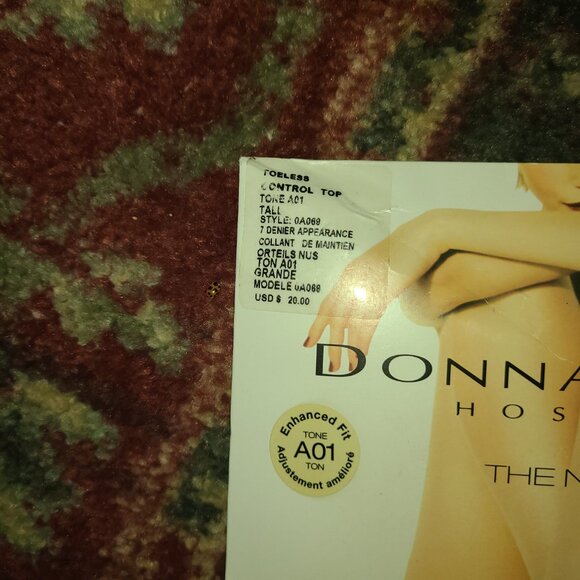 TOELESS
CONTROL TOP
TONE A01
TALL
STYLE: 0A069
7 DENIER APPEARANCE
COLLANT DE MAINTIEN
ORTEILS NUS
TON A01
GRANDE
MODELE 0A069
USD $ 20.00
DONNA
HOS
THE N
Enhanced Fit
TONE
A01
TON
Ajustement amélioré